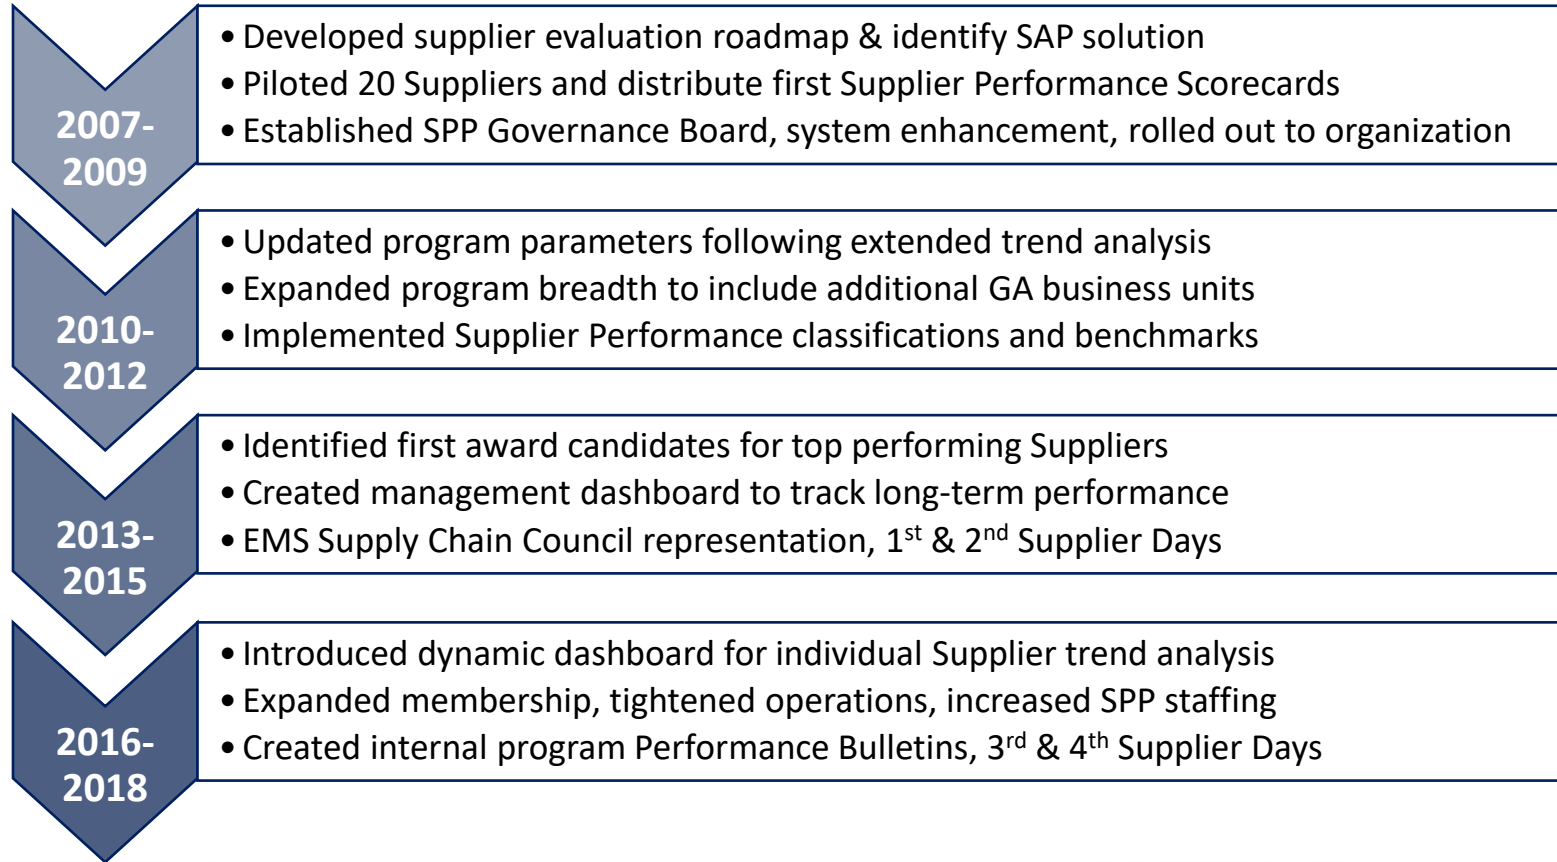 2007-
2009
• Developed supplier evaluation roadmap & identify SAP solution
• Piloted 20 Suppliers and distribute first Supplier Performance Scorecards
• Established SPP Governance Board, system enhancement, rolled out to organization
2010-
2012
• Updated program parameters following extended trend analysis
• Expanded program breadth to include additional GA business units
• Implemented Supplier Performance classifications and benchmarks
2013-
2015
• Identified first award candidates for top performing Suppliers
• Created management dashboard to track long-term performance
• EMS Supply Chain Council representation, 1st & 2nd Supplier Days
2016-
2018
• Introduced dynamic dashboard for individual Supplier trend analysis
• Expanded membership, tightened operations, increased SPP staffing
• Created internal program Performance Bulletins, 3rd & 4th Supplier Days